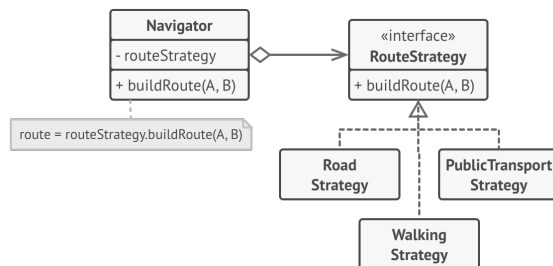 Navigator
- routeStrategy
+ buildRoute(A, B)
route = routeStrategy.buildRoute(A, B)
«interface»
RouteStrategy
+ buildRoute(A, B)
Road
Strategy
PublicTransport
Strategy
Walking
Strategy